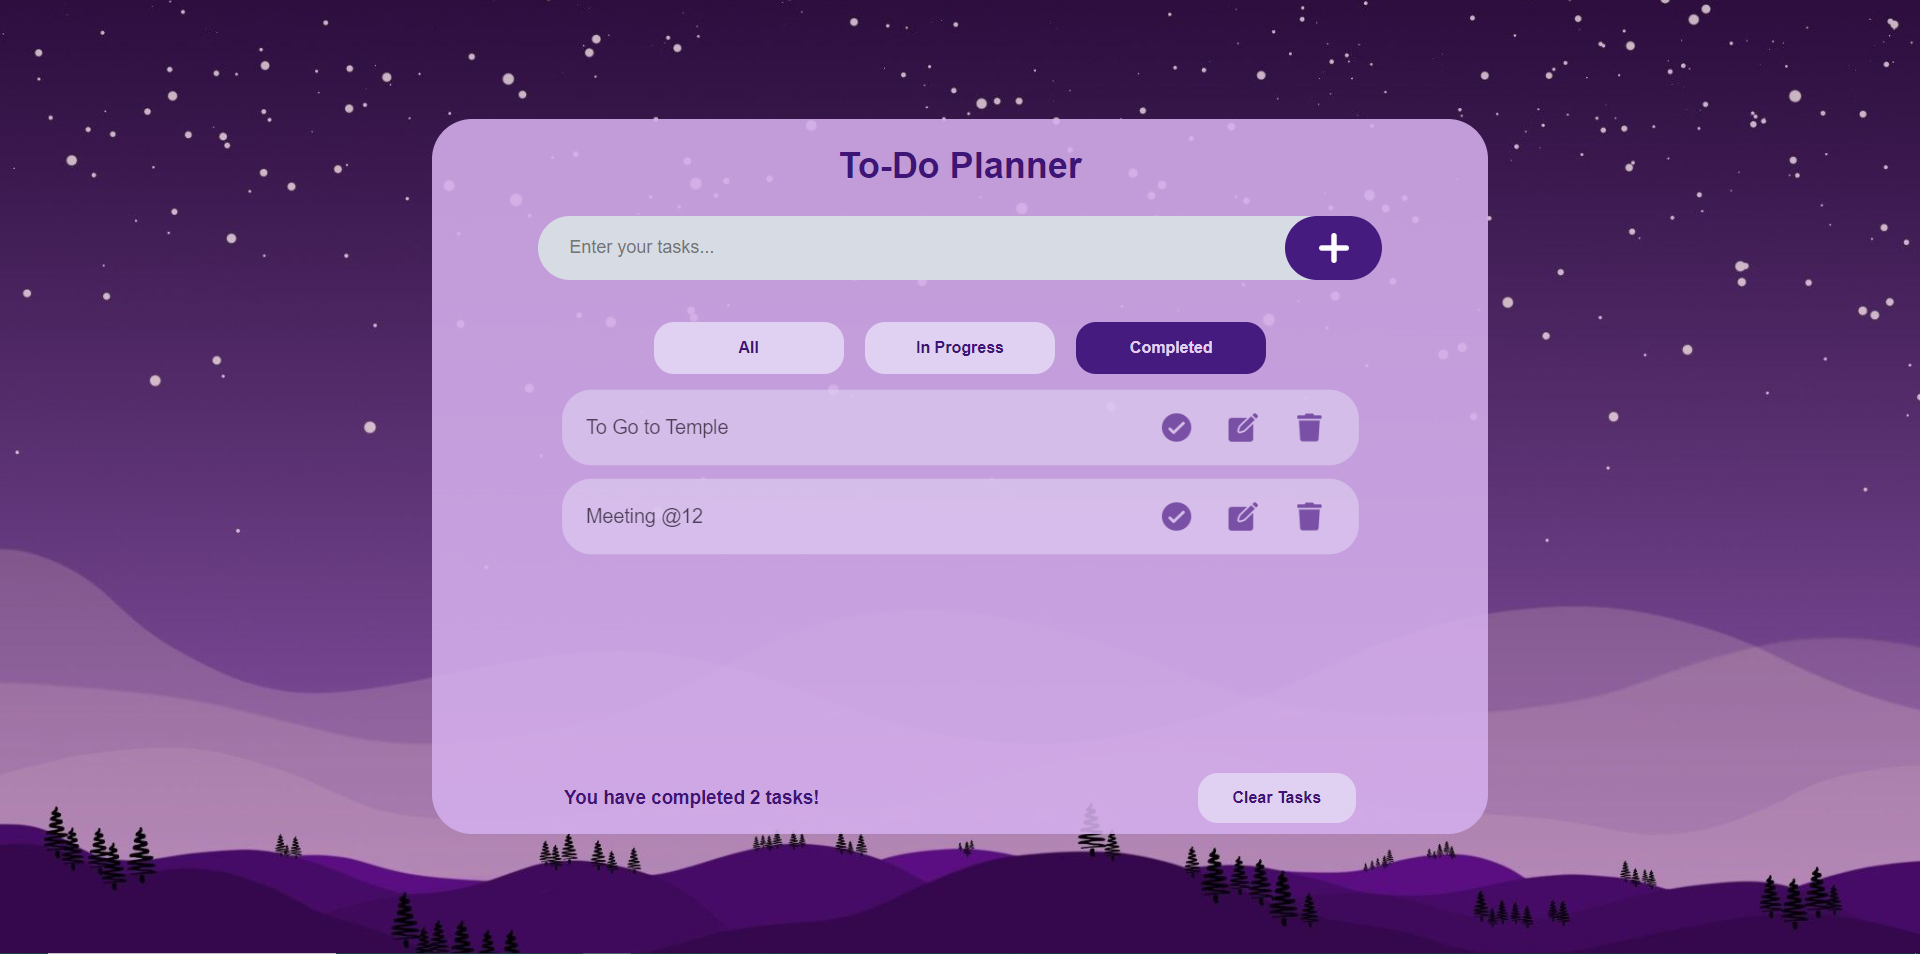 To-Do Planner
Enter your tasks...
All
In Progress
Completed
To Go to Temple
Meeting @12
You have completed 2 tasks!
Clear Tasks